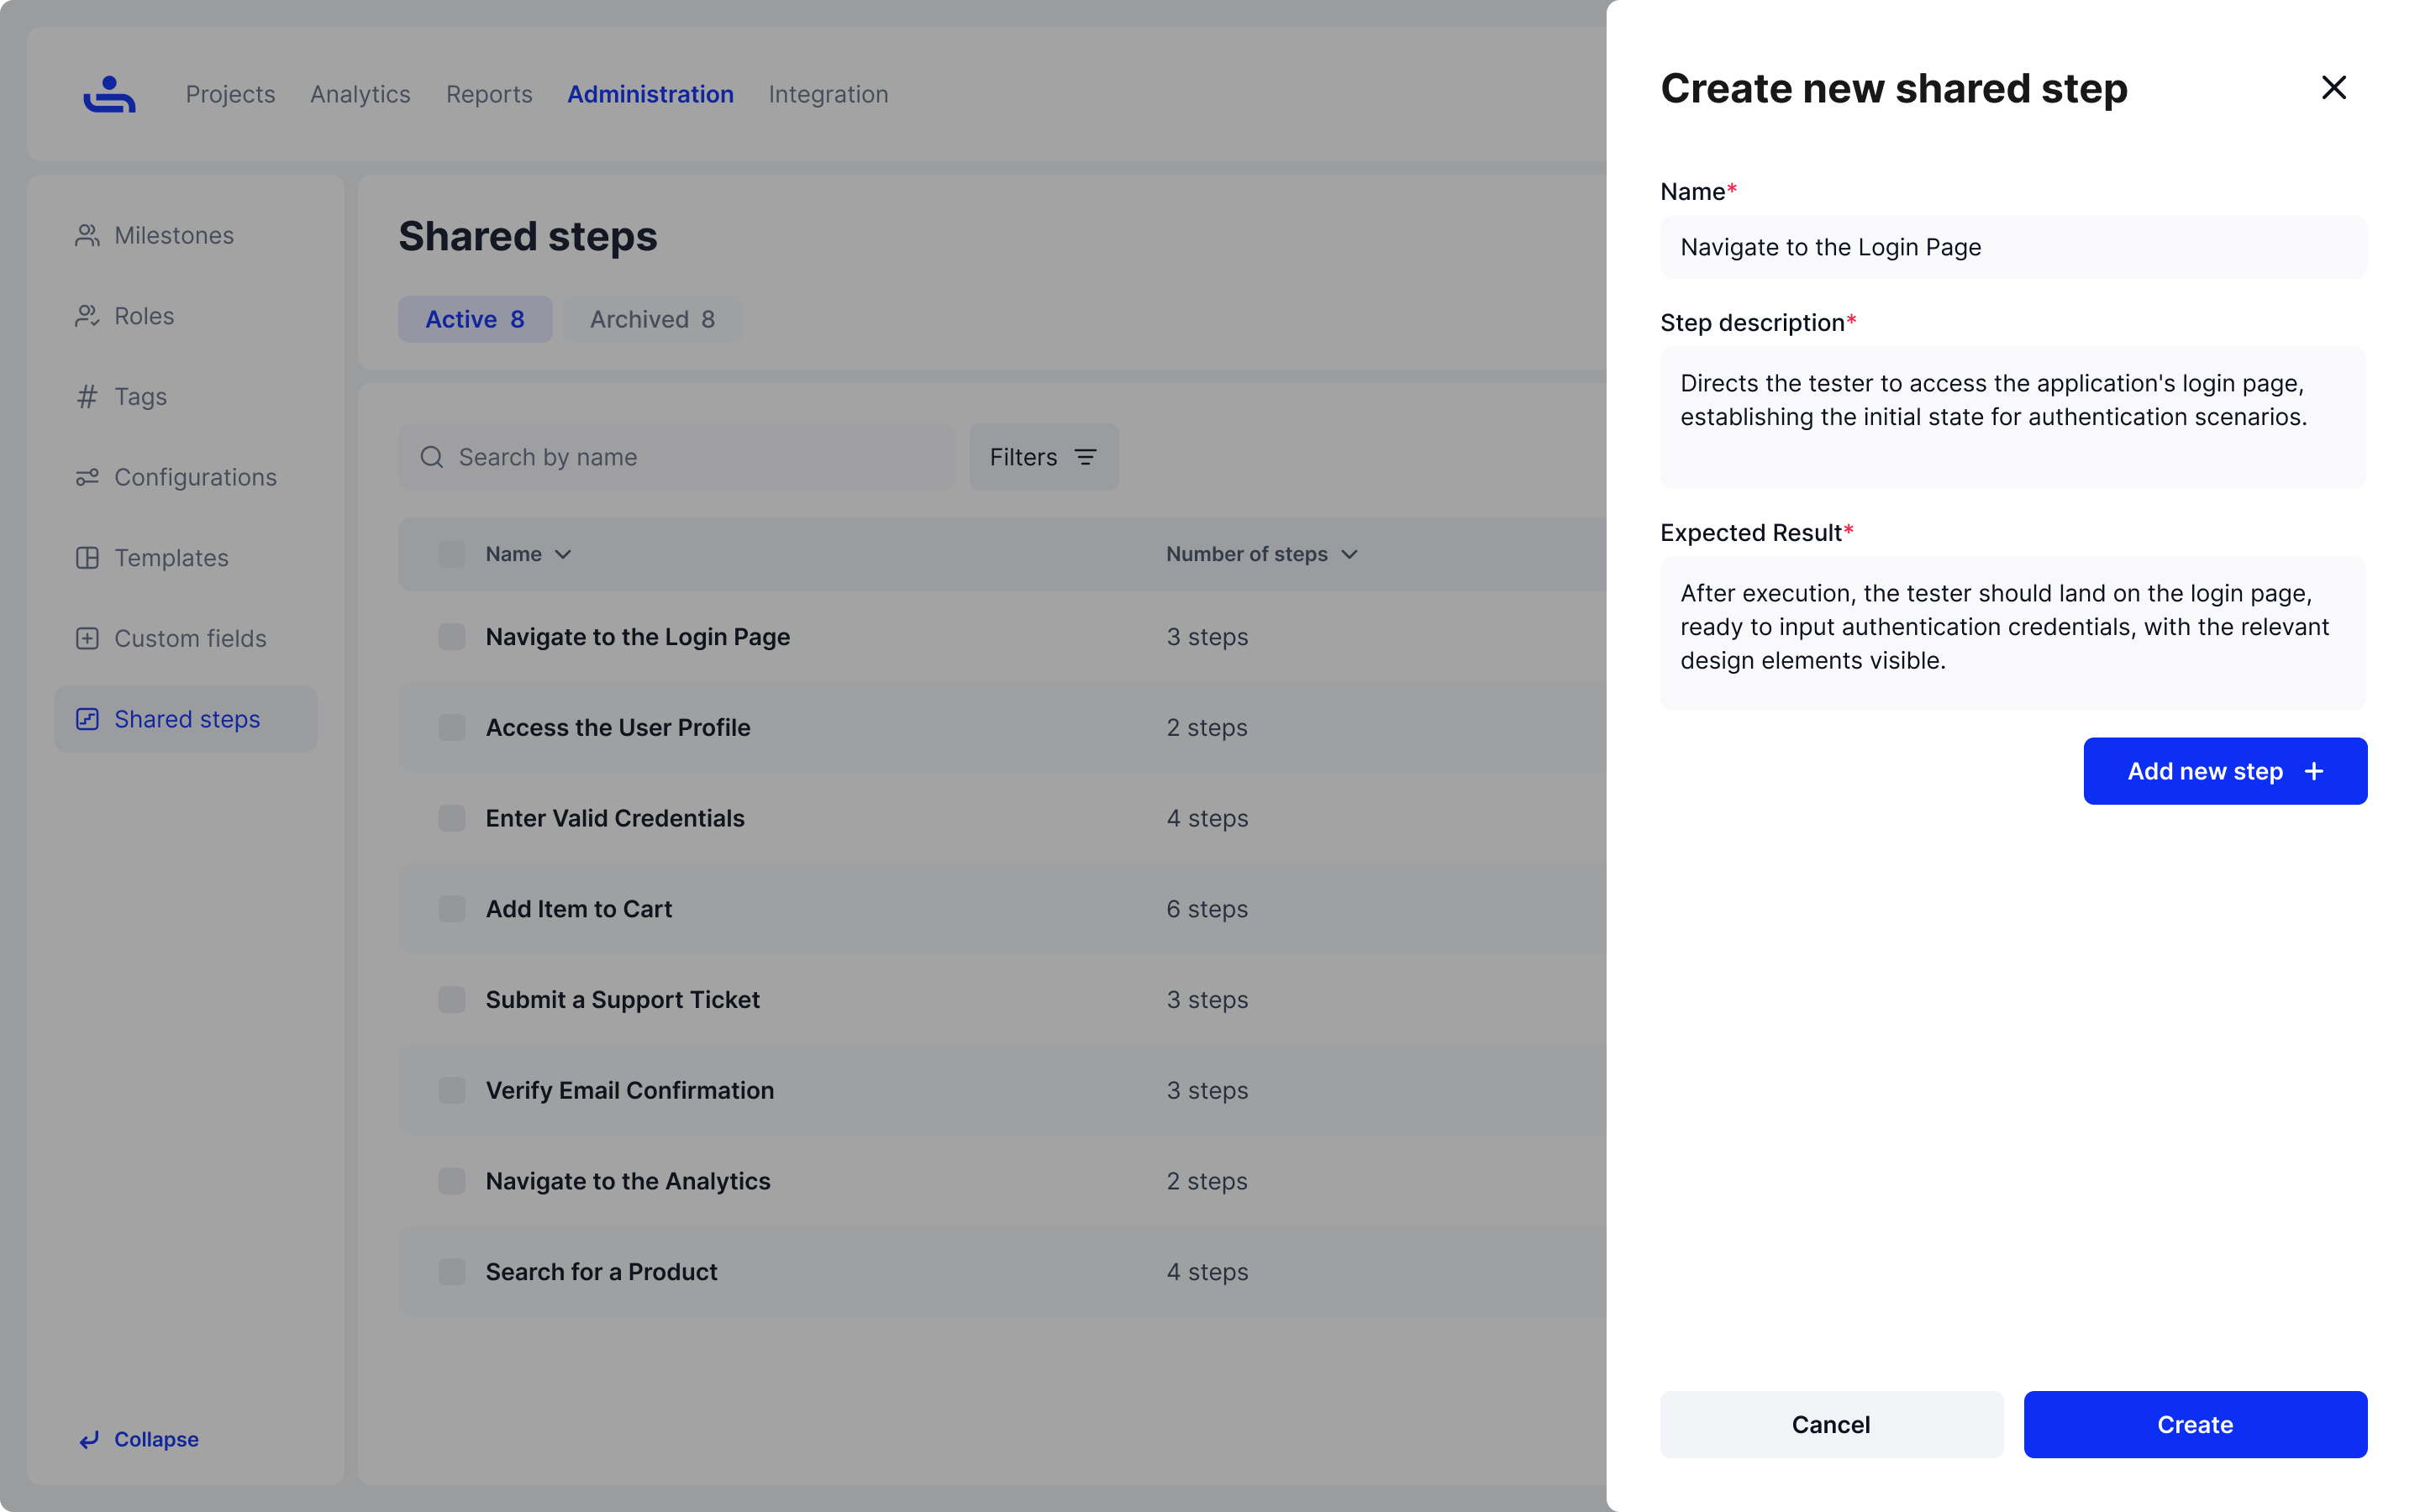 Projects
Analytics
Reports
Administration
Integration
Milestones
Roles
Tags
Configurations
Templates
Custom fields
Shared steps
Collapse
Shared steps
Active 8
Archived 8
Search by name
Filters
Name
Number of steps
Navigate to the Login Page
3 steps
Access the User Profile
2 steps
Enter Valid Credentials
4 steps
Add Item to Cart
6 steps
Submit a Support Ticket
3 steps
Verify Email Confirmation
3 steps
Navigate to the Analytics
2 steps
Search for a Product
4 steps
Create new shared step
Name*
Navigate to the Login Page
Step description*
Directs the tester to access the application's login page,
establishing the initial state for authentication scenarios.
Expected Result*
After execution, the tester should land on the login page,
ready to input authentication credentials, with the relevant
design elements visible.
Add new step +
Cancel
Create